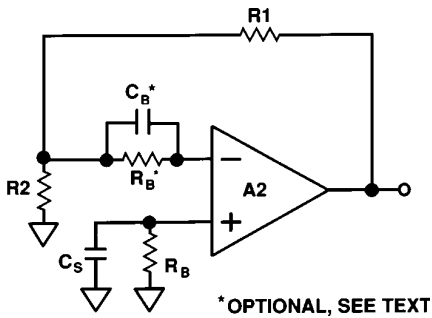 R1
C_B*
R_B*
A2
R2
C_S
R_B
−
+
*OPTIONAL, SEE TEXT